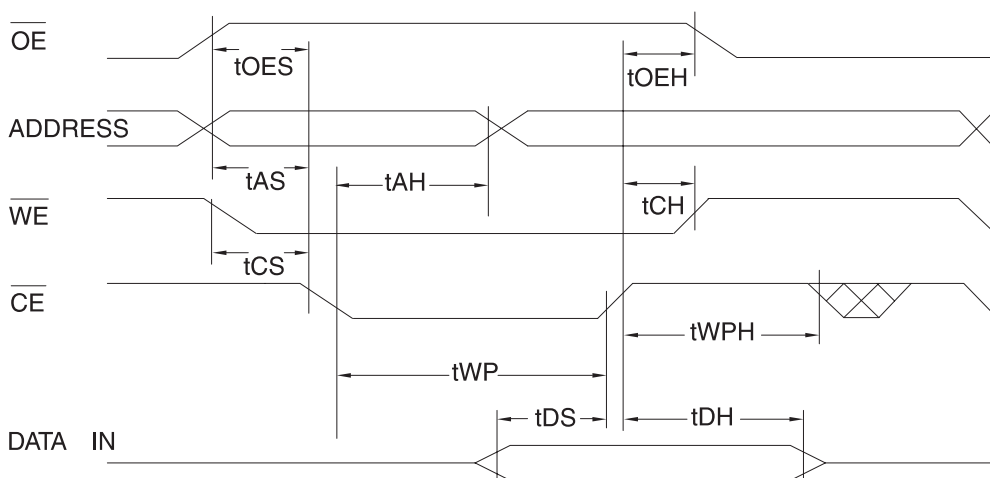 OE
tOES
tOEH
ADDRESS
tAS
tAH
tCH
WE
tCS
CE
tWPH
tWP
tDS
tDH
DATA IN